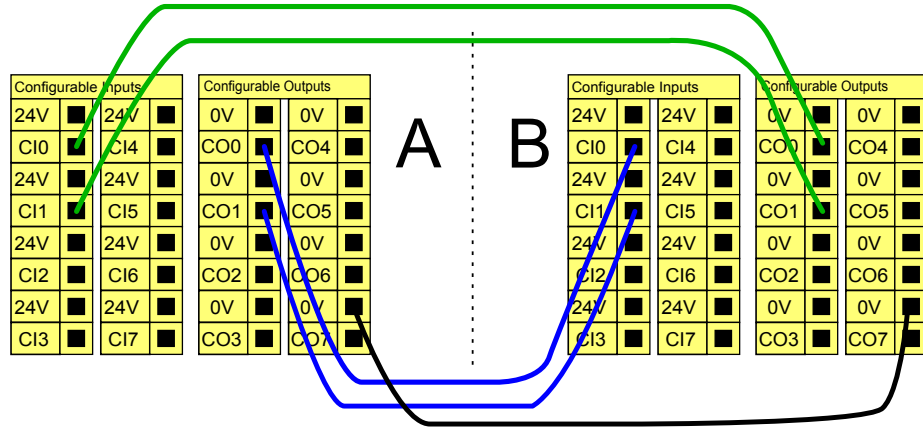 Configurable Inputs
24V 24V
CI0 CI4
24V 24V
CI1 CI5
24V 24V
CI2 CI6
24V 24V
CI3 CI7
Configurable Outputs
0V 0V
CO0 CO4
0V 0V
CO1 CO5
0V 0V
CO2 CO6
0V 0V
CO3 CO7
A
B
Configurable Inputs
24V 24V
CI0 CI4
24V 24V
CI1 CI5
24V 24V
CI2 CI6
24V 24V
CI3 CI7
Configurable Outputs
0V 0V
CO0 CO4
0V 0V
CO1 CO5
0V 0V
CO2 CO6
0V 0V
CO3 CO7